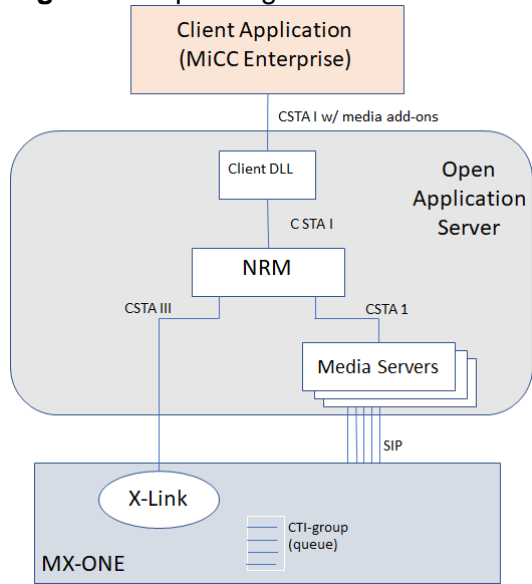 Client Application
(MiCC Enterprise)
CSTA I w/ media add-ons
Client DLL
Open
Application
Server
C STA I
NRM
CSTA III
CSTA 1
Media Servers
SIP
X-Link
CTI-group
(queue)
MX-ONE